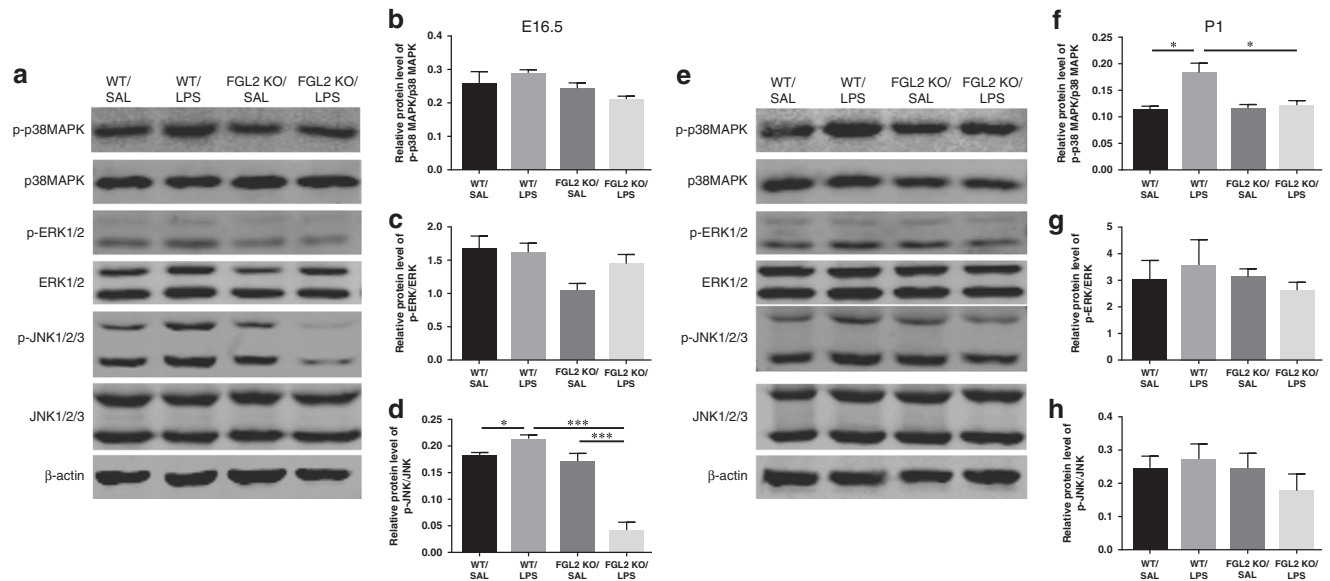 a
WT/
SAL
WT/
LPS
FGL2 KO/
SAL
FGL2 KO/
LPS
p-p38MAPK
p38MAPK
p-ERK1/2
ERK1/2
p-JNK1/2/3
JNK1/2/3
β-actin
b
E16.5
Relative protein level of
p-p38 MAPK/p38 MAPK
0.4
0.3
0.2
0.1
0.0
WT/
SAL
WT/
LPS
FGL2 KO/
SAL
FGL2 KO/
LPS
c
Relative protein level of
p-ERK/ERK
2.0
1.5
1.0
0.5
0.0
WT/
SAL
WT/
LPS
FGL2 KO/
SAL
FGL2 KO/
LPS
d
Relative protein level of
p-JNK/JNK
0.25
0.20
0.15
0.10
0.05
0.00
*
***
***
WT/
SAL
WT/
LPS
FGL2 KO/
SAL
FGL2 KO/
LPS
e
WT/
SAL
WT/
LPS
FGL2 KO/
SAL
FGL2 KO/
LPS
p-p38MAPK
p38MAPK
p-ERK1/2
ERK1/2
p-JNK1/2/3
JNK1/2/3
β-actin
f
P1
Relative protein level of
p-p38 MAPK/p38 MAPK
0.25
0.20
0.15
0.10
0.05
0.00
*
*
WT/
SAL
WT/
LPS
FGL2 KO/
SAL
FGL2 KO/
LPS
g
Relative protein level of
p-ERK/ERK
5
4
3
2
1
0
WT/
SAL
WT/
LPS
FGL2 KO/
SAL
FGL2 KO/
LPS
h
Relative protein level of
p-JNK/JNK
0.4
0.3
0.2
0.1
0.0
WT/
SAL
WT/
LPS
FGL2 KO/
SAL
FGL2 KO/
LPS